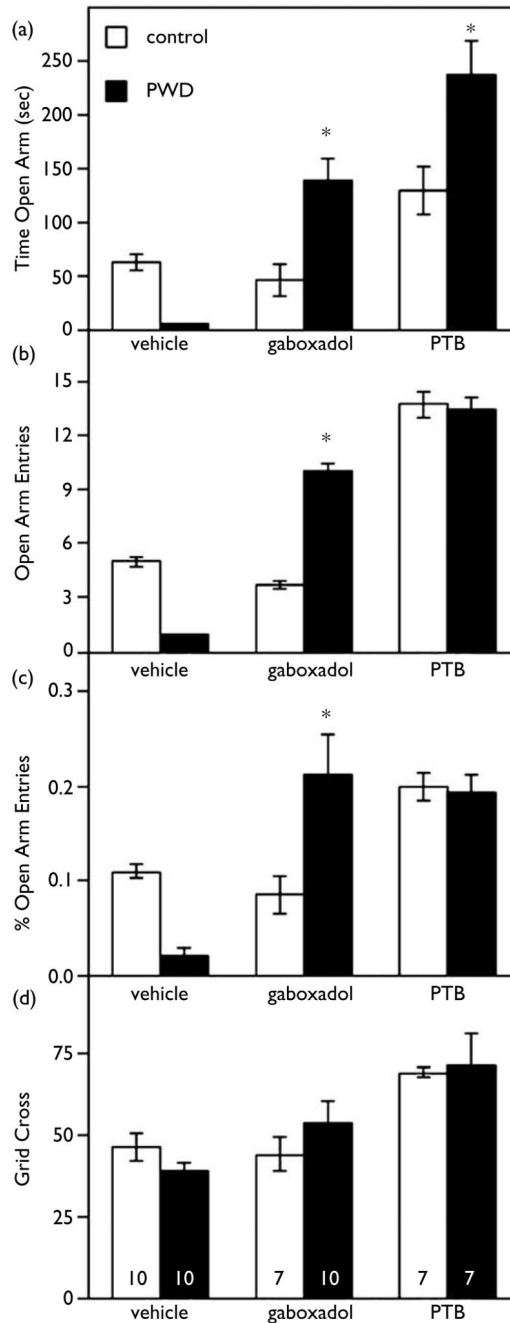 (a)
control
PWD
*
*
250
200
150
100
50
0
Time Open Arm (sec)
vehicle gaboxadol PTB
(b)
*
15
12
9
6
3
0
Open Arm Entries
vehicle gaboxadol PTB
(c)
*
0.3
0.2
0.1
0.0
% Open Arm Entries
vehicle gaboxadol PTB
(d)
75
50
25
0
Grid Cross
10 10 7 10 7 7
vehicle gaboxadol PTB